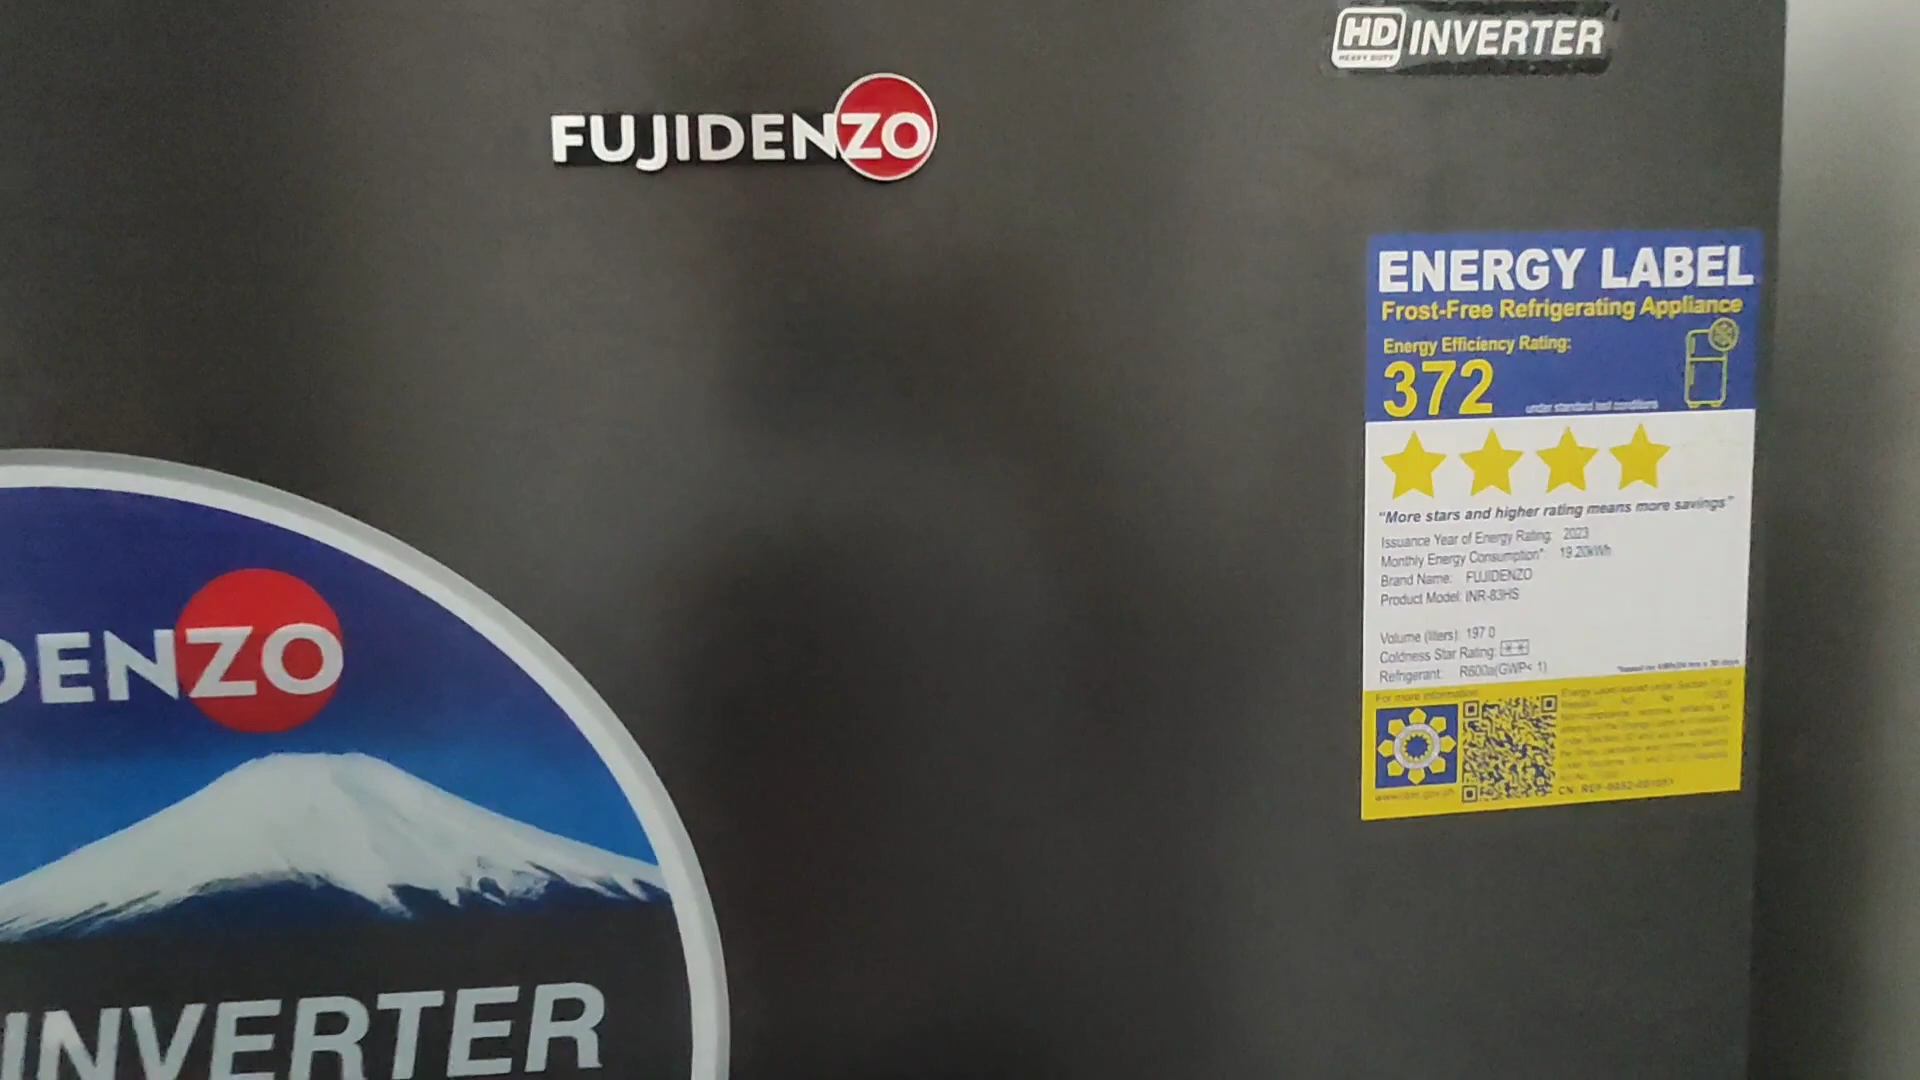 HD INVERTER
HEAVY DUTY
FUJIDENZO
ENERGY LABEL
Frost-Free Refrigerating Appliance
Energy Efficiency Rating:
372
under standard test conditions
"More stars and higher rating means more savings"
Issuance Year of Energy Rating: 2023
Monthly Energy Consumption*: 19.20kWh
Brand Name: FUJIDENZO
Product Model: INR-83HS
Volume (liters): 197.0
Coldness Star Rating: **
Refrigerant: R600a(GWP< 1)
For more information
DENZO
INVERTER